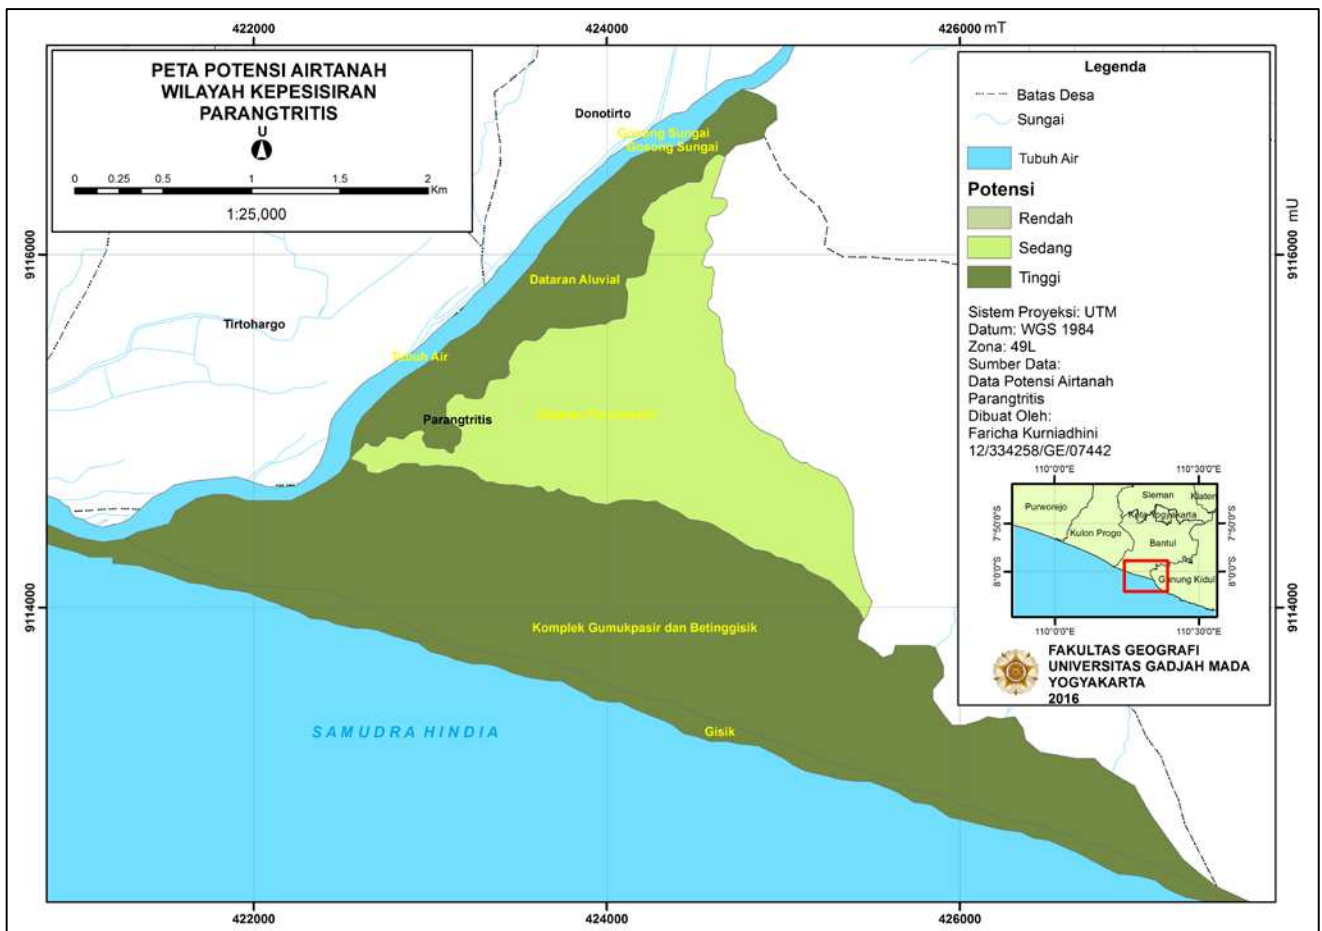 422000
424000
426000 mT
PETA POTENSI AIRTANAH
WILAYAH KEPESISIRAN
PARANGTRITIS
U
0 0.25 0.5 1 1.5 2
Km
1:25,000
Donotirto
Gosong Sungai
Gosong Sungai
Dataran Aluvial
Tirtohargo
Tubuh Air
Parangtritis
Komplek Gumukpasir dan Betinggisik
Gisik
SAMUDRA HINDIA
9116000
9114000
9116000 mU
9114000
Legenda
Batas Desa
Sungai
Tubuh Air
Potensi
Rendah
Sedang
Tinggi
Sistem Proyeksi: UTM
Datum: WGS 1984
Zona: 49L
Sumber Data:
Data Potensi Airtanah
Parangtritis
Dibuat Oleh:
Faricha Kurniadhini
12/334258/GE/07442
110°0'0"E 110°30'0"E
Sleman
Klaten
Purworejo
Kota Yogyakarta
Kulon Progo
Bantul
Gunung Kidul
7°50'0"S
8°0'0"S
7°50'0"S
8°0'0"S
110°0'0"E 110°30'0"E
FAKULTAS GEOGRAFI
UNIVERSITAS GADJAH MADA
YOGYAKARTA
2016
422000
424000
426000